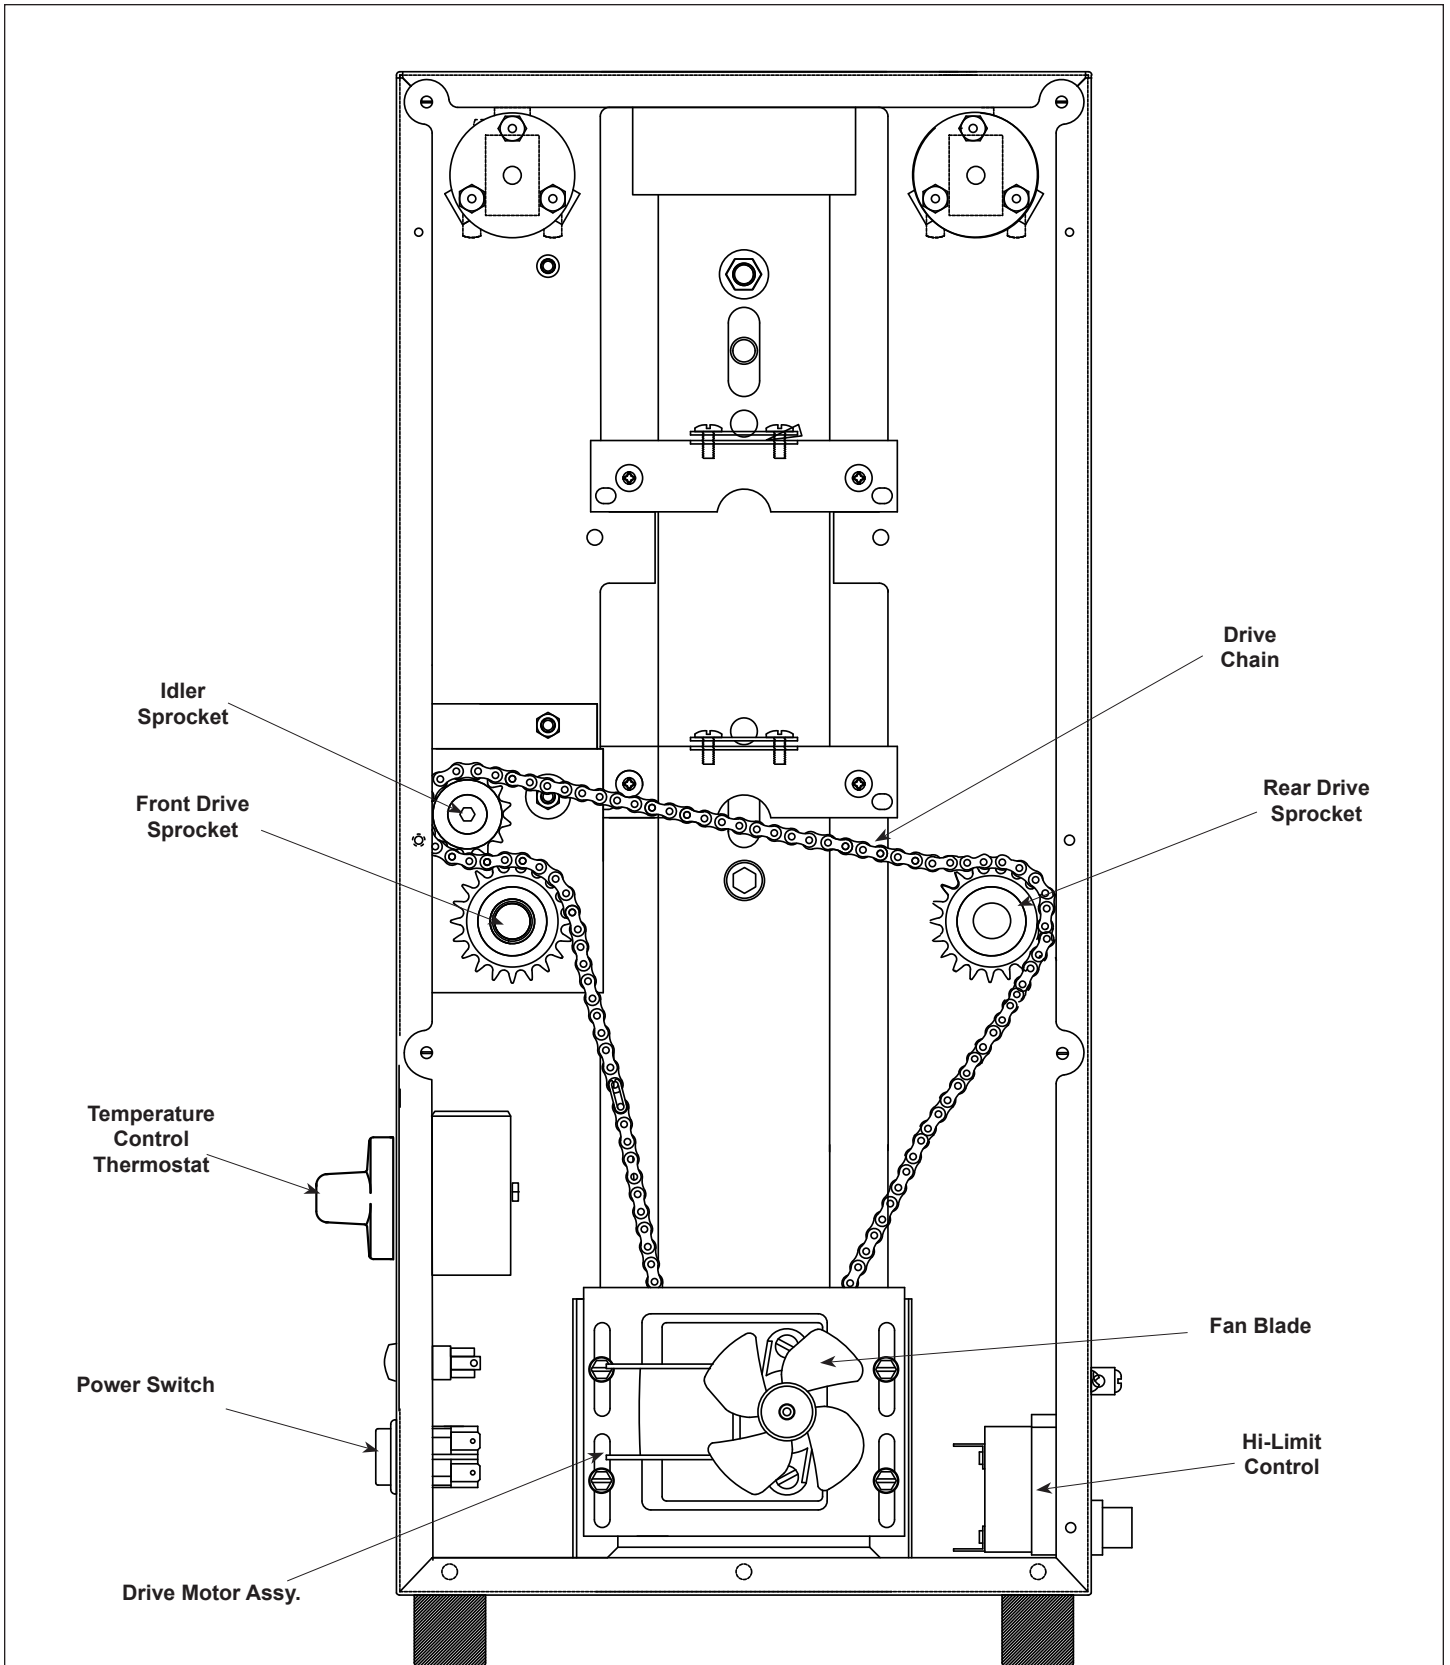 Drive
Chain
Idler
Sprocket
Front Drive
Sprocket
Rear Drive
Sprocket
Temperature
Control
Thermostat
Fan Blade
Power Switch
Hi-Limit
Control
Drive Motor Assy.